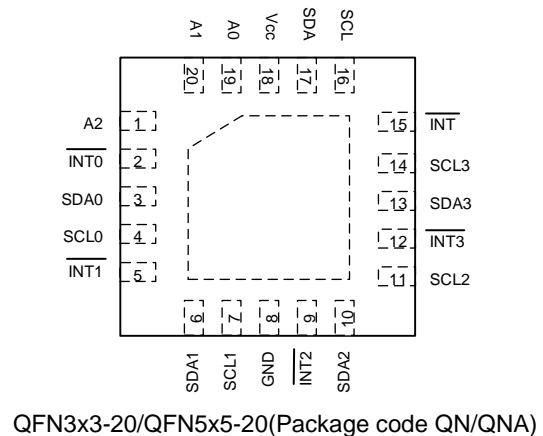 A1 A0 Vcc SDA SCL
20 19 18 17 16
A2 1
INT0 2
SDA0 3
SCL0 4
INT1 5
15 INT
14 SCL3
13 SDA3
12 INT3
11 SCL2
6 7 8 9 10
SDA1 SCL1 GND INT2 SDA2
QFN3x3-20/QFN5x5-20(Package code QN/QNA)